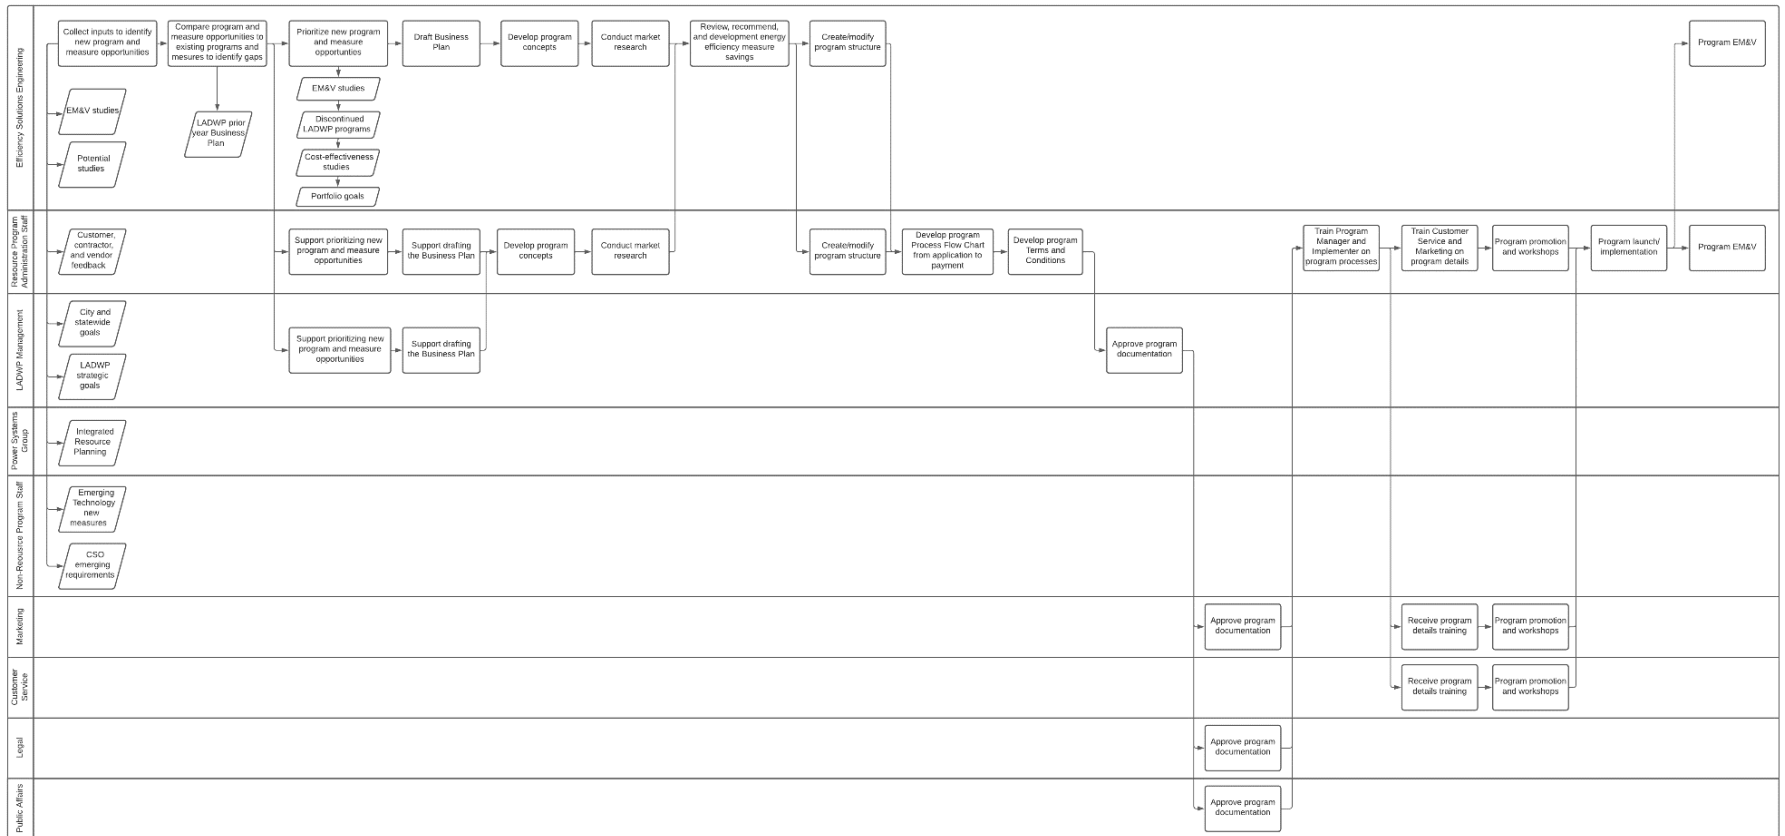 Efficiency Solutions Engineering
Collect inputs to identify
new program and
measure opportunities
Compare program and
measure opportunities to
existing programs and
mesures to identify gaps
Prioritize new program
and measure
opportunties
Draft Business
Plan
Develop program
concepts
Conduct market
research
Review, recommend,
and development energy
efficiency measure
savings
Create/modify
program structure
Program EM&V
EM&V studies
Potential
studies
LADWP prior
year Business
Plan
EM&V studies
Discontinued
LADWP programs
Cost-effectiveness
studies
Portfolio goals
Resource Program
Administration Staff
Customer,
contractor,
and vendor
feedback
Support prioritizing new
program and measure
opportunities
Support drafting
the Business Plan
Develop program
concepts
Conduct market
research
Create/modify
program structure
Develop program
Process Flow Chart
from application to
payment
Develop program
Terms and
Conditions
Train Program
Manager and
Implementer on
program processes
Train Customer
Service and
Marketing on
program details
Program promotion
and workshops
Program launch/
implementation
Program EM&V
LADWP Management
City and
statewide
goals
LADWP
strategic
goals
Support prioritizing new
program and measure
opportunities
Support drafting
the Business Plan
Approve program
documentation
Power Systems
Group
Integrated
Resource
Planning
Non-Reousrce Program Staff
Emerging
Technology
new
measures
CSO
emerging
requirements
Marketing
Approve program
documentation
Receive program
details training
Program promotion
and workshops
Customer
Service
Receive program
details training
Program promotion
and workshops
Legal
Approve program
documentation
Public Affairs
Approve program
documentation